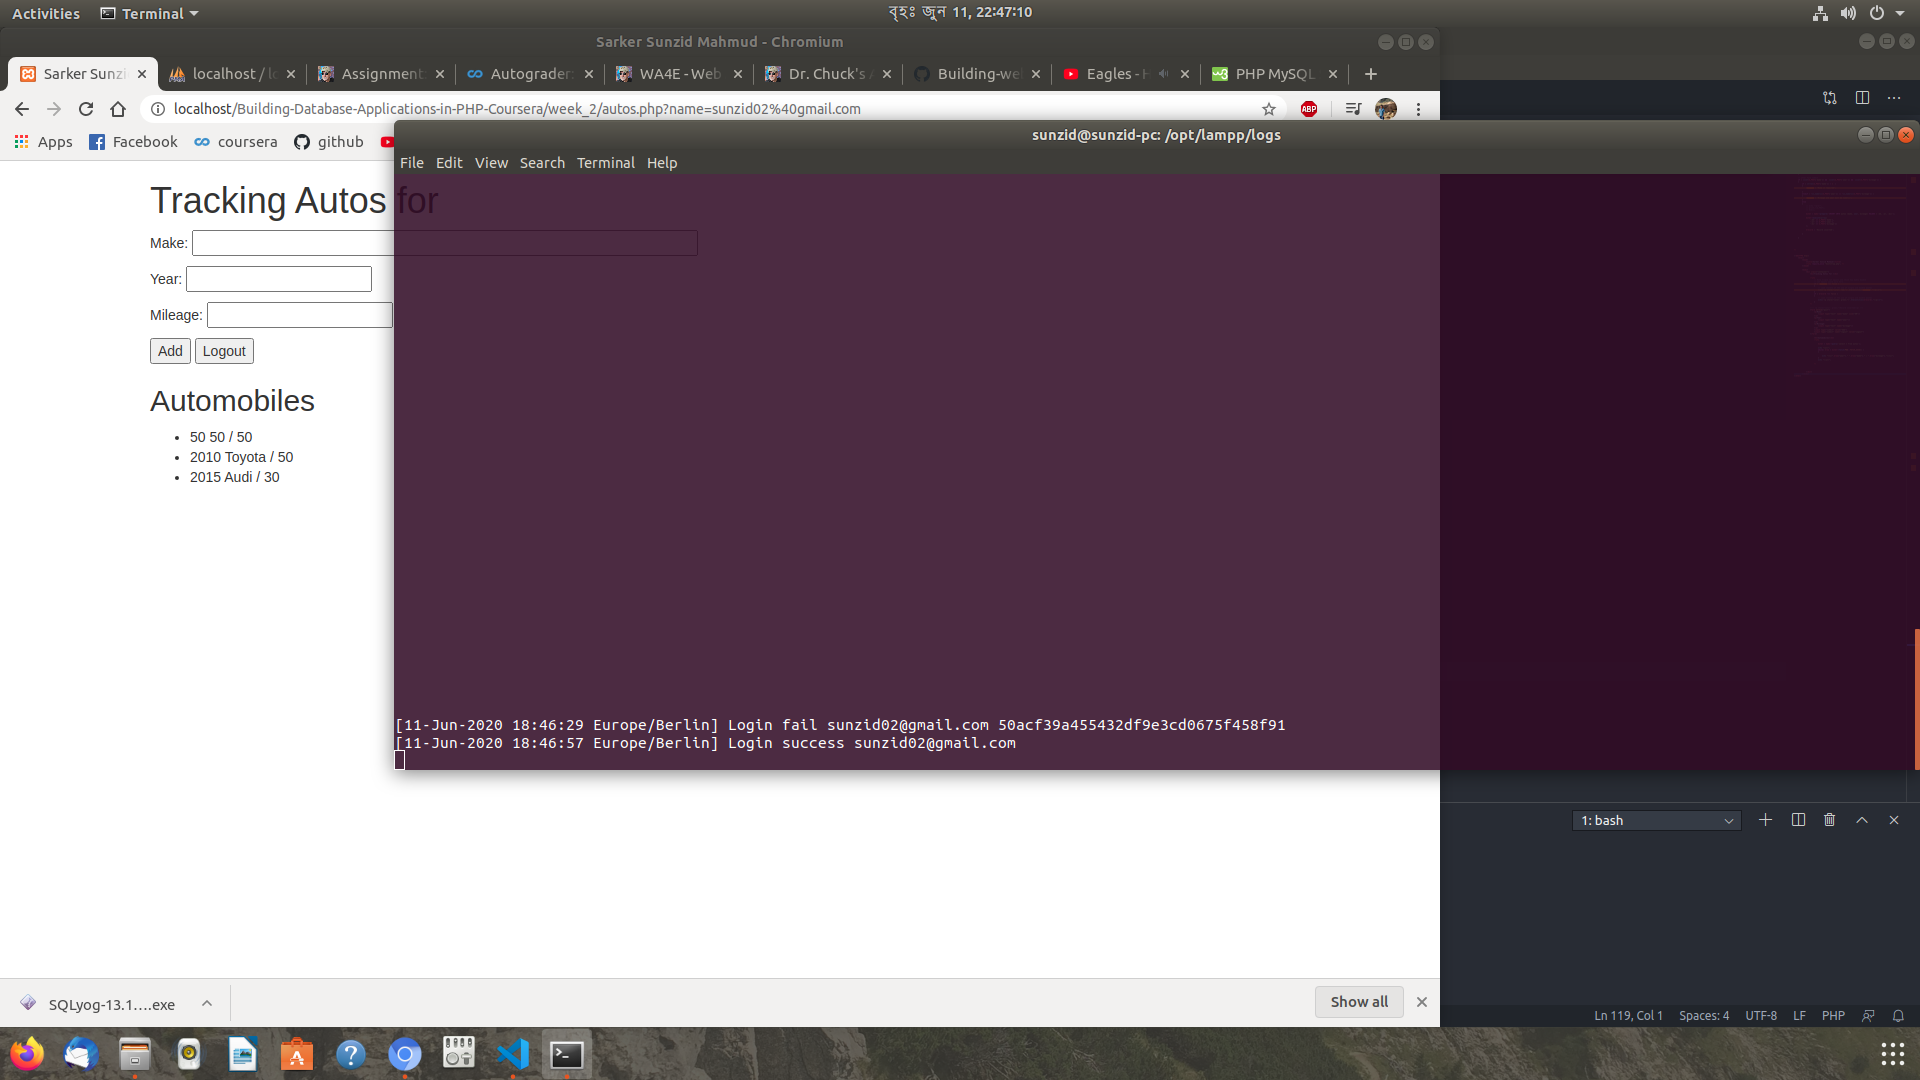 Activities Terminal বৃহঃ জুন 11, 22:47:10
Sarker Sunzid Mahmud - Chromium
Sarker Sunzi localhost / lo Assignment: Autograder: WA4E - Web Dr. Chuck's Building-we Eagles - H PHP MySQL
localhost/Building-Database-Applications-in-PHP-Coursera/week_2/autos.php?name=sunzid02%40gmail.com ABP
Apps Facebook coursera github
sunzid@sunzid-pc: /opt/lampp/logs
File Edit View Search Terminal Help
Tracking Autos for
Make:
Year:
Mileage:
Add Logout
Automobiles
50 50 / 50
2010 Toyota / 50
2015 Audi / 30
[11-Jun-2020 18:46:29 Europe/Berlin] Login fail sunzid02@gmail.com 50acf39a455432df9e3cd0675f458f91
[11-Jun-2020 18:46:57 Europe/Berlin] Login success sunzid02@gmail.com
1: bash
SQLyog-13.1....exe Show all
Ln 119, Col 1 Spaces: 4 UTF-8 LF PHP